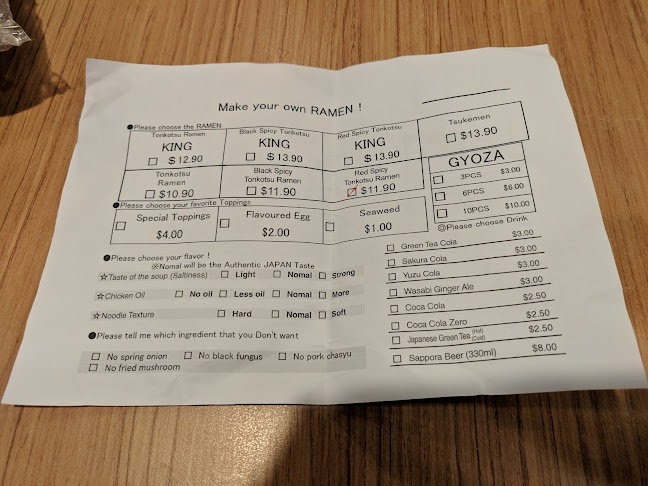 Make your own RAMEN !
●Please choose the RAMEN
Tonkotsu Ramen KING □ $12.90
Black Spicy Tonkotsu KING □ $13.90
Red Spicy Tonkotsu KING □ $13.90
Tsukemen □ $13.90
Tonkotsu Ramen □ $10.90
Black Spicy Tonkotsu Ramen □ $11.90
Red Spicy Tonkotsu Ramen ☑ $11.90
GYOZA
□ 3PCS $3.00
□ 6PCS $6.00
□ 10PCS $10.00
●Please choose your favorite Toppings
□ Special Toppings $4.00
□ Flavoured Egg $2.00
□ Seaweed $1.00
◎Please choose Drink
□ Green Tea Cola $3.00
□ Sakura Cola $3.00
□ Yuzu Cola $3.00
□ Wasabi Ginger Ale $3.00
□ Coca Cola $2.50
□ Coca Cola Zero $2.50
□ Japanese Green Tea (Hot) (Cold) $2.50
□ Sappora Beer (330ml) $8.00
●Please choose your flavor !
※Nomal will be the Authentic JAPAN Taste
☆Taste of the soup (Saltiness) □ Light □ Nomal □ Strong
☆Chicken Oil □ No oil □ Less oil □ Nomal □ More
☆Noodle Texture □ Hard □ Nomal □ Soft
●Please tell me which ingredient that you Don't want
□ No spring onion □ No black fungus □ No pork chasyu
□ No fried mushroom